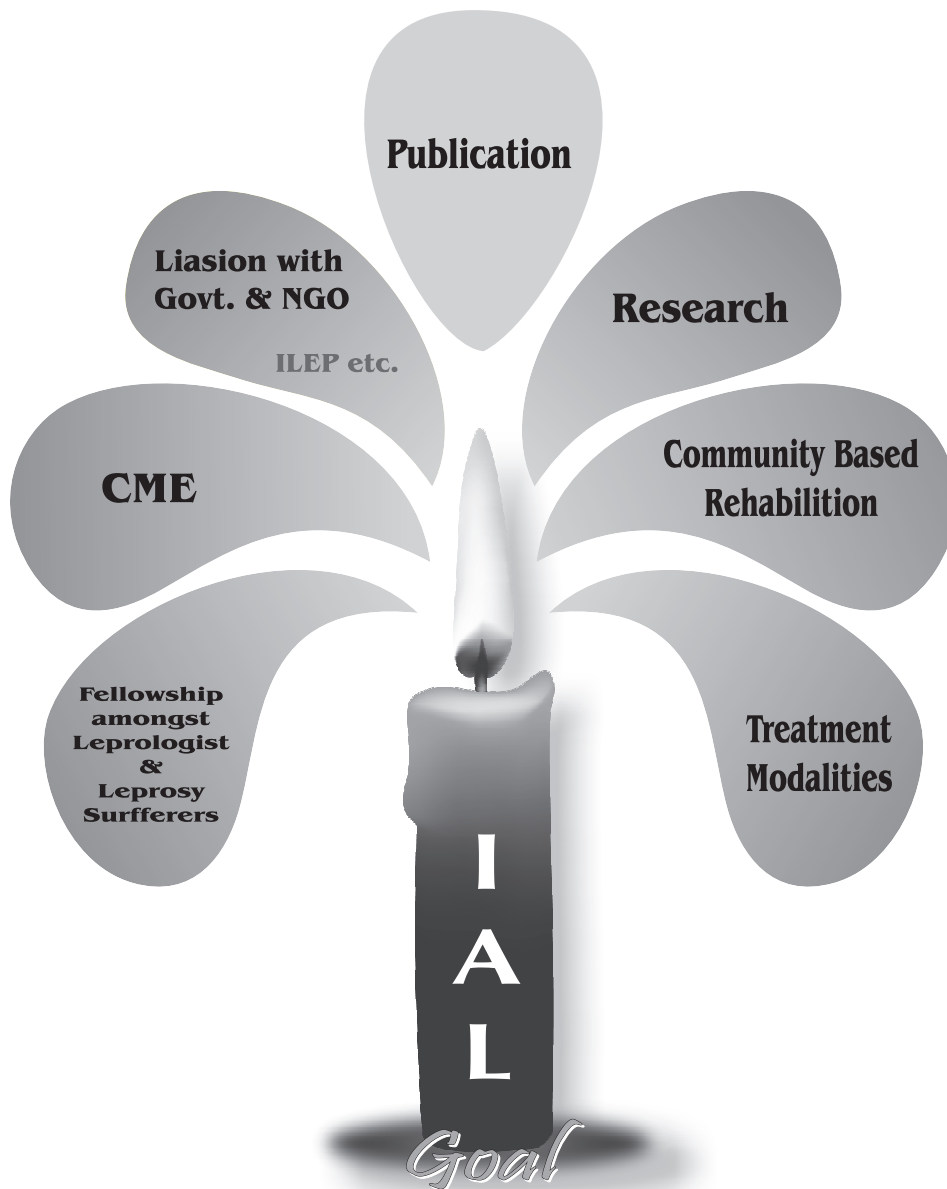 Publication
Liasion with
Govt. & NGO
ILEP etc.
Research
CME
Community Based
Rehabilition
Fellowship
amongst
Leprologist
&
Leprosy
Surfferers
Treatment
Modalities
I
A
L
Goal